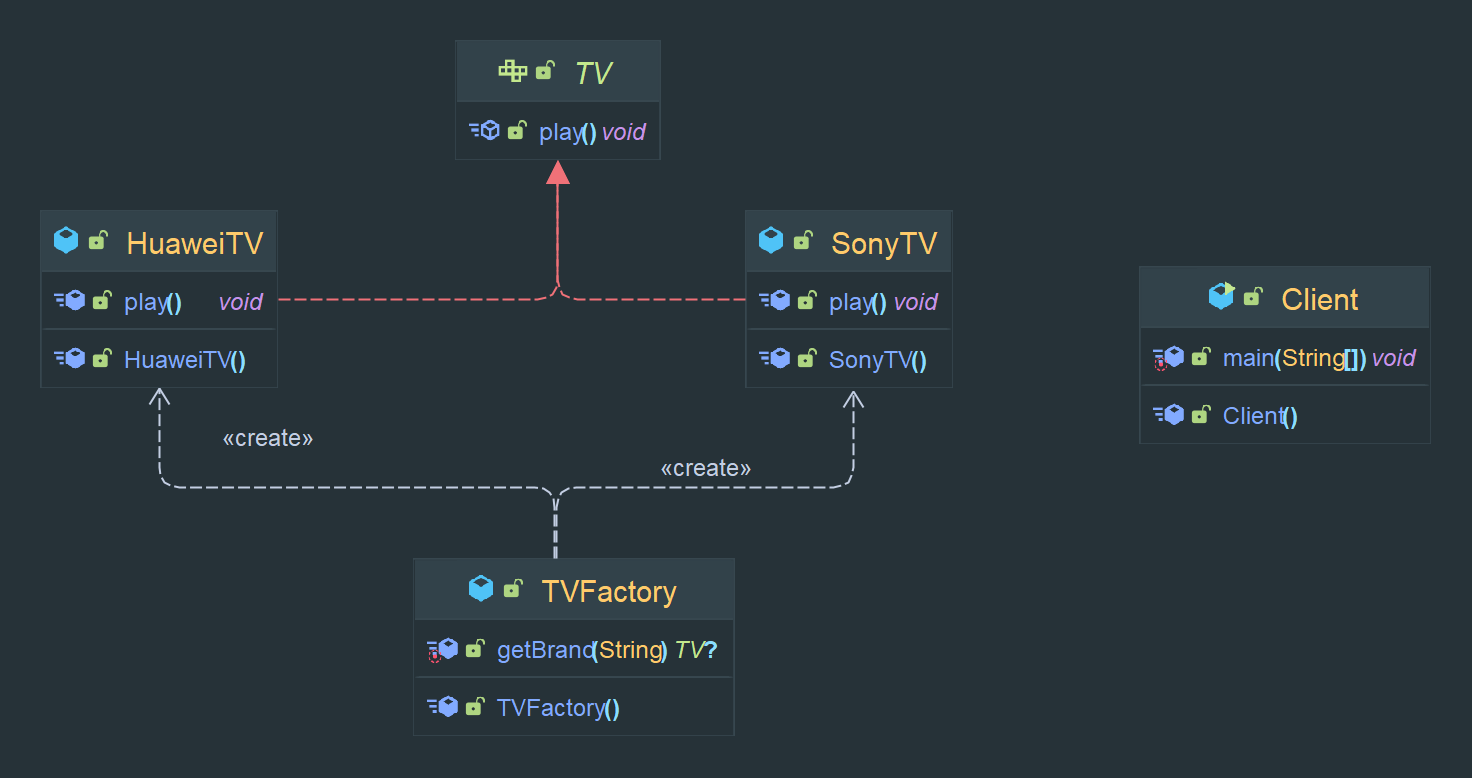 TV
play() void
HuaweiTV
play() void
HuaweiTV()
SonyTV
play() void
SonyTV()
Client
main(String[]) void
Client()
«create»
«create»
TVFactory
getBrand(String) TV?
TVFactory()